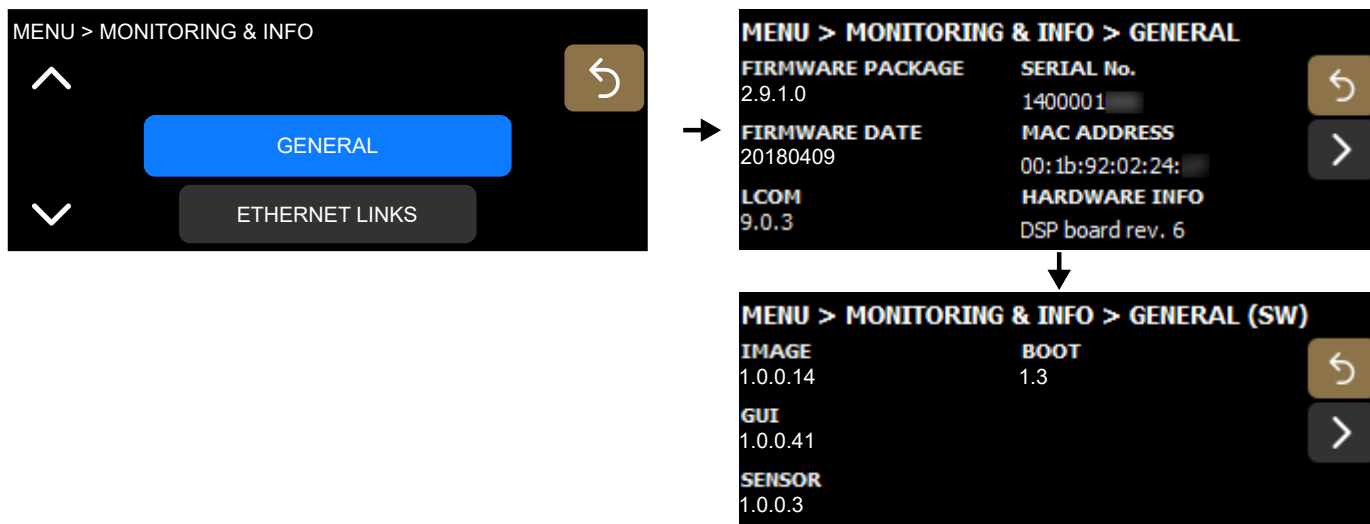 MENU > MONITORING & INFO
GENERAL
ETHERNET LINKS
MENU > MONITORING & INFO > GENERAL
FIRMWARE PACKAGE
2.9.1.0
SERIAL No.
1400001
FIRMWARE DATE
20180409
MAC ADDRESS
00:1b:92:02:24:
LCOM
9.0.3
HARDWARE INFO
DSP board rev. 6
MENU > MONITORING & INFO > GENERAL (SW)
IMAGE
1.0.0.14
BOOT
1.3
GUI
1.0.0.41
SENSOR
1.0.0.3